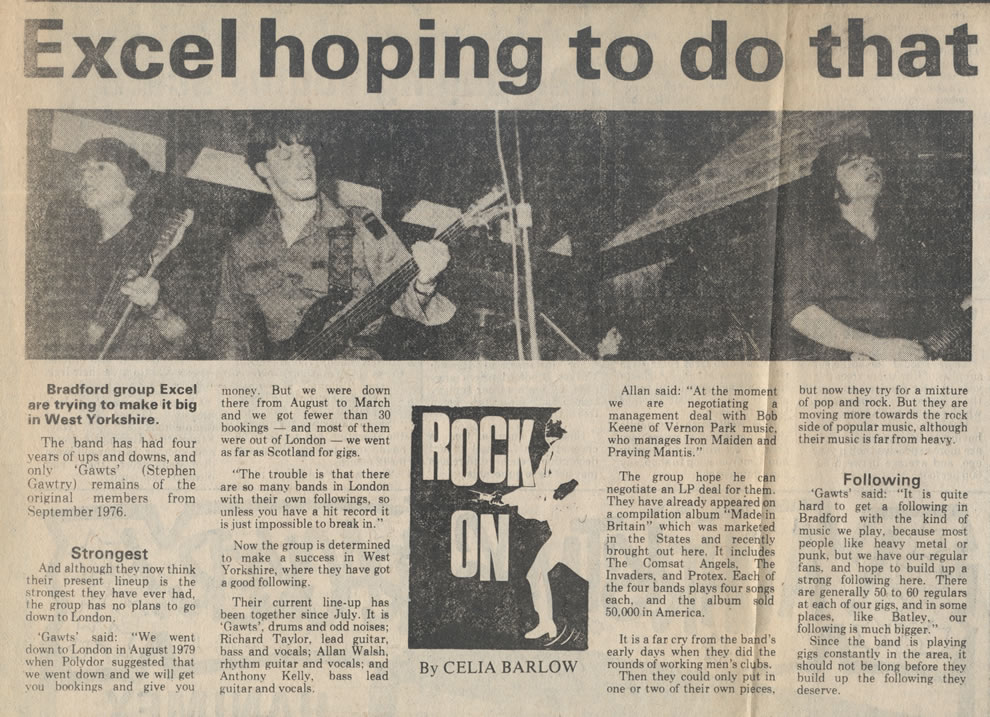 Excel hoping to do that
Bradford group Excel
are trying to make it big
in West Yorkshire.
The band has had four
years of ups and downs, and
only ‘Gawts’ (Stephen
Gawtry) remains of the
original members from
September 1976.
Strongest
And although they now think
their present lineup is the
strongest they have ever had,
the group has no plans to go
down to London.
‘Gawts’ said: “We went
down to London in August 1979
when Polydor suggested that
we went down and we will get
you bookings and give you
money. But we were down
there from August to March
and we got fewer than 30
bookings — and most of them
were out of London — we went
as far as Scotland for gigs.
“The trouble is that there
are so many bands in London
with their own followings, so
unless you have a hit record it
is just impossible to break in.”
Now the group is determined
to make a success in West
Yorkshire, where they have got
a good following.
Their current line-up has
been together since July. It is
‘Gawts’, drums and odd noises;
Richard Taylor, lead guitar,
bass and vocals; Allan Walsh,
rhythm guitar and vocals; and
Anthony Kelly, bass lead
guitar and vocals.
ROCK
ON
By CELIA BARLOW
Allan said: “At the moment
we are negotiating a
management deal with Bob
Keene of Vernon Park music,
who manages Iron Maiden and
Praying Mantis.”
The group hope he can
negotiate an LP deal for them.
They have already appeared on
a compilation album “Made in
Britain” which was marketed
in the States and recently
brought out here. It includes
The Comsat Angels, The
Invaders, and Protex. Each of
the four bands plays four songs
each, and the album sold
50,000 in America.
It is a far cry from the band’s
early days when they did the
rounds of working men’s clubs.
Then they could only put in
one or two of their own pieces,
but now they try for a mixture
of pop and rock. But they are
moving more towards the rock
side of popular music, although
their music is far from heavy.
Following
‘Gawts’ said: “It is quite
hard to get a following in
Bradford with the kind of
music we play, because most
people like heavy metal or
punk, but we have our regular
fans, and hope to build up a
strong following here. There
are generally 50 to 60 regulars
at each of our gigs, and in some
places, like Batley, our
following is much bigger.”
Since the band is playing
gigs constantly in the area, it
should not be long before they
build up the following they
deserve.